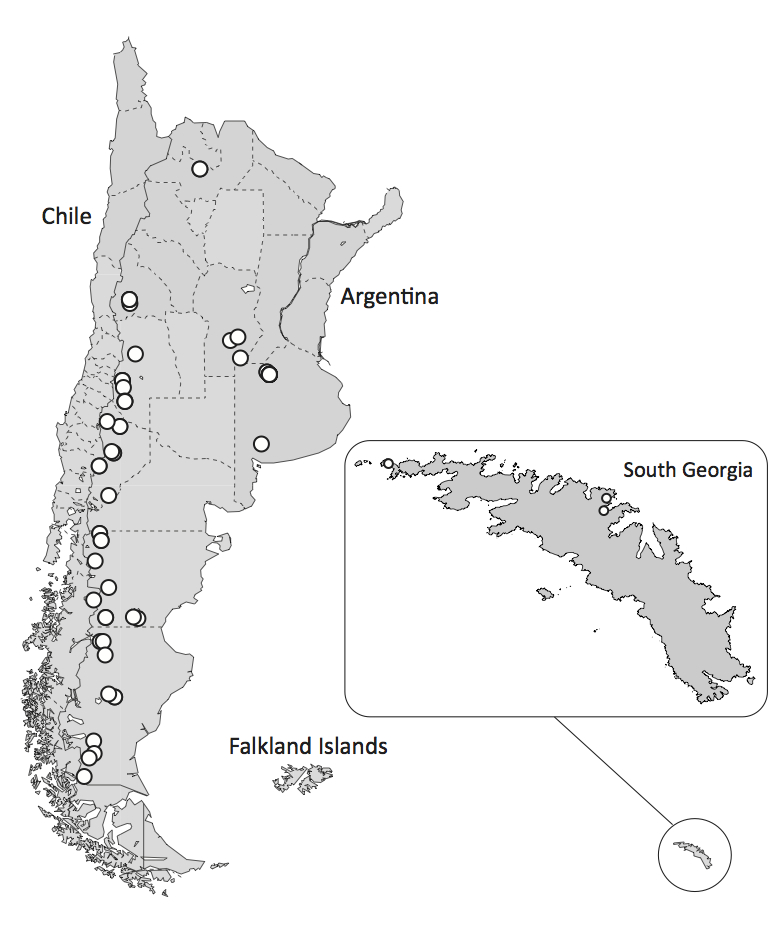 Chile
Argentina
South Georgia
Falkland Islands